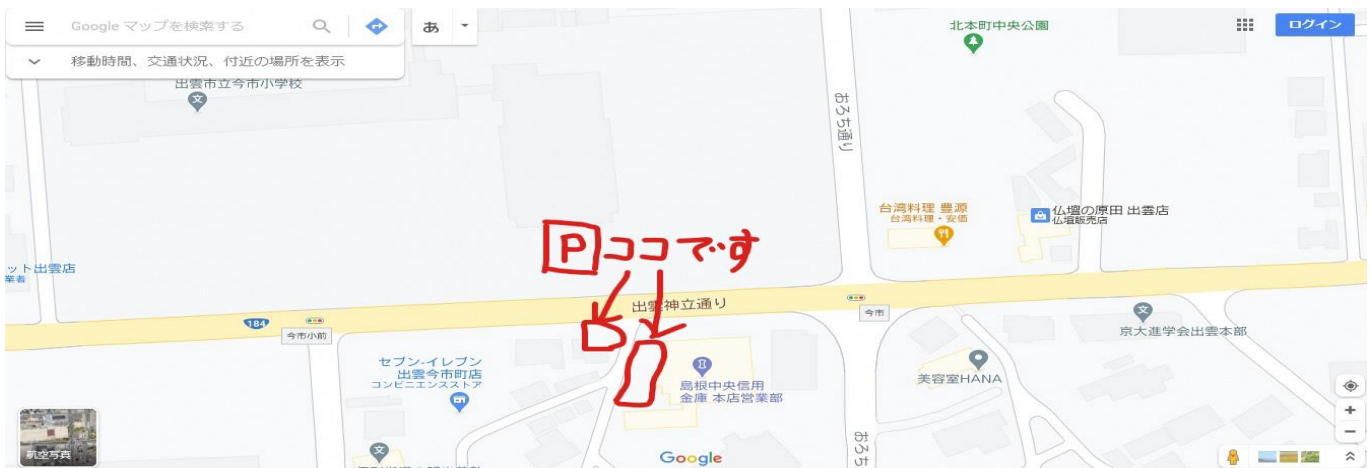 Google マップを検索する
あ
移動時間、交通状況、付近の場所を表示
ログイン
北本町中央公園
出雲市立今市小学校
おろち通り
台湾料理 豊源
台湾料理・安価
仏壇の原田 出雲店
仏壇販売店
P ココです
ット出雲店
業者
出雲神立通り
184
今市小前
今市
京大進学会出雲本部
セブン-イレブン
出雲今市町店
コンビニエンスストア
島根中央信用
金庫 本店営業部
美容室HANA
おろち
航空写真
Google